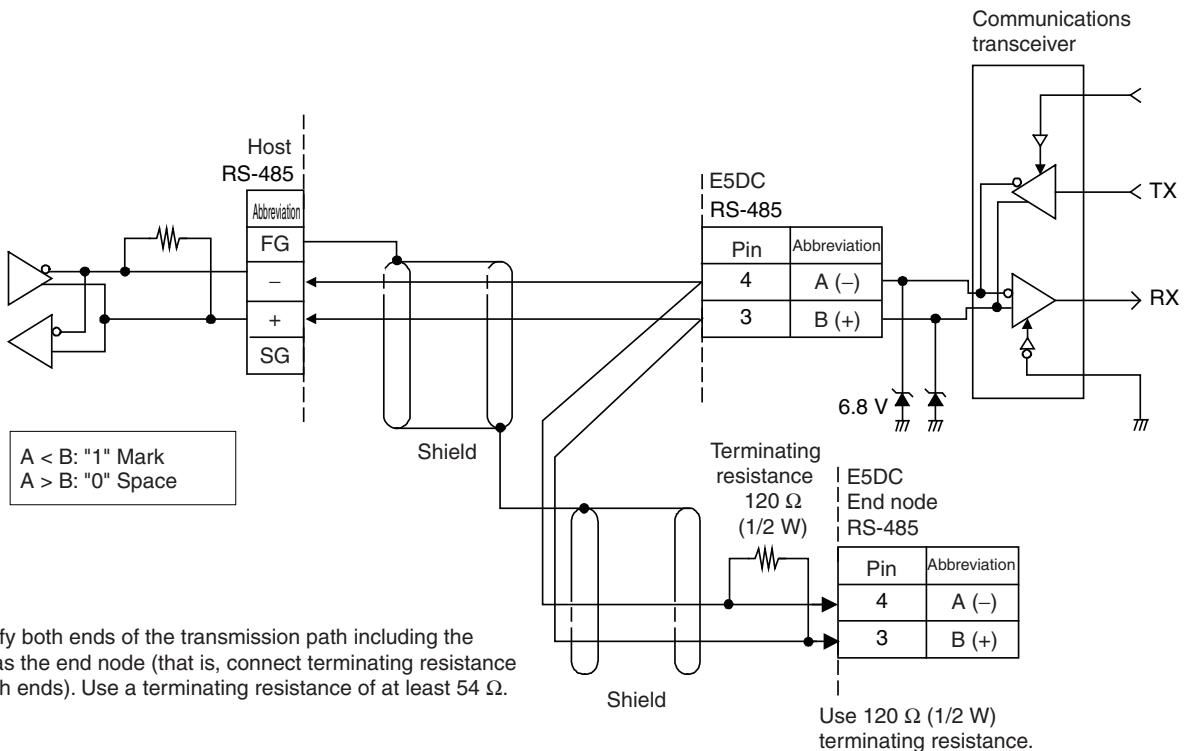 Communications
transceiver
Host
RS-485
Abbreviation
FG
−
+
SG
E5DC
RS-485
Pin
Abbreviation
4
A (−)
3
B (+)
TX
RX
6.8 V
Shield
A < B: "1" Mark
A > B: "0" Space
Terminating
resistance
120 Ω
(1/2 W)
E5DC
End node
RS-485
Pin
Abbreviation
4
A (−)
3
B (+)
fy both ends of the transmission path including the
as the end node (that is, connect terminating resistance
h ends). Use a terminating resistance of at least 54 Ω.
Shield
Use 120 Ω (1/2 W)
terminating resistance.